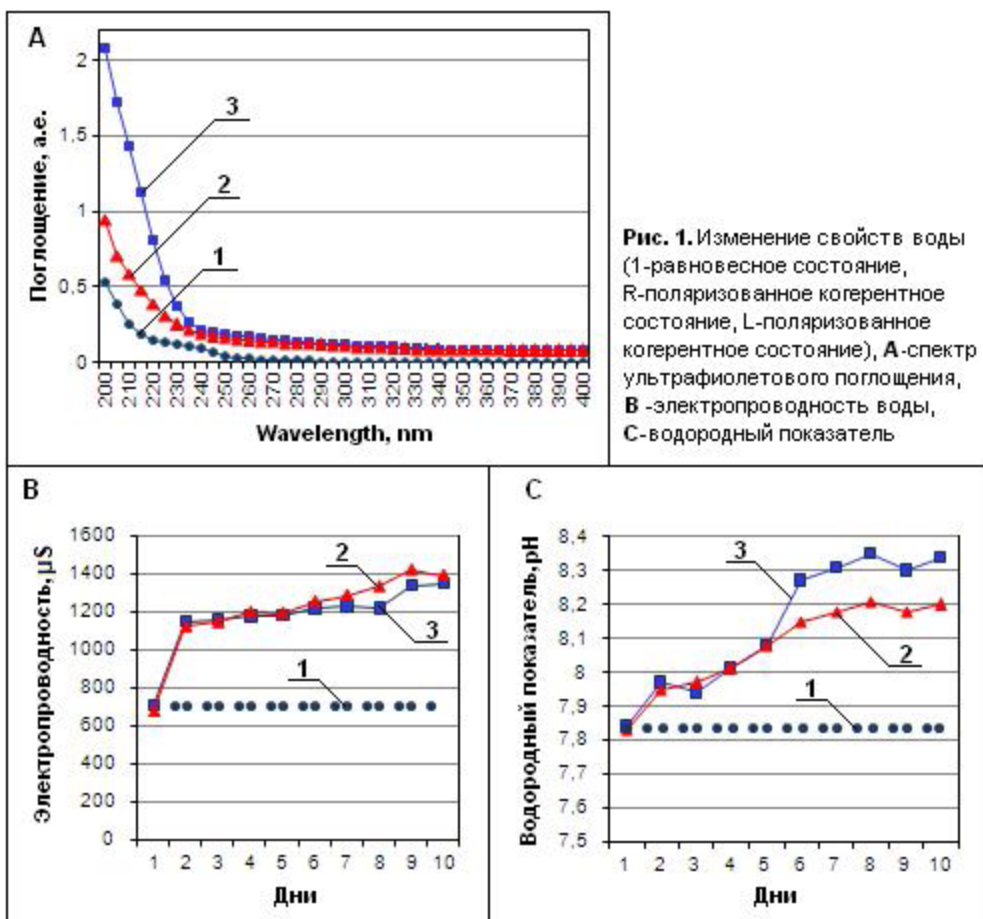 A
2
1,5
1
0.5
0
Поглощение, а.е.
3
2
1
200
210
220
230
240
250
260
270
280
290
300
310
320
330
340
350
360
370
380
390
400
Wavelength, nm
Рис. 1. Изменение свойств воды
(1-равновесное состояние,
R-поляризованное когерентное
состояние, L-поляризованное
когерентное состояние), А-спектр
ультрафиолетового поглощения,
В -электропроводность воды,
С-водородный показатель
B
1600
1400
1200
1000
800
600
400
200
0
Электропроводность,µS
2
3
1
1 2 3 4 5 6 7 8 9 10
Дни
C
8,4
8,3
8,2
8,1
8
7,9
7,8
7,7
7,6
7,5
Водородный показатель,pH
3
2
1
1 2 3 4 5 6 7 8 9 10
Дни